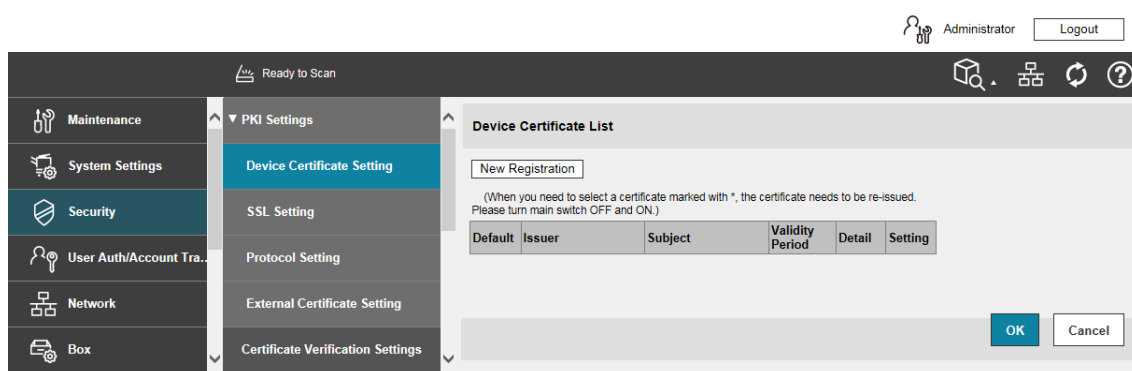 Administrator
Logout
Ready to Scan
Maintenance
System Settings
Security
User Auth/Account Tra..
Network
Box
▼ PKI Settings
Device Certificate Setting
SSL Setting
Protocol Setting
External Certificate Setting
Certificate Verification Settings
Device Certificate List
New Registration
(When you need to select a certificate marked with *, the certificate needs to be re-issued.
Please turn main switch OFF and ON.)
Default Issuer Subject Validity Period Detail Setting
OK Cancel